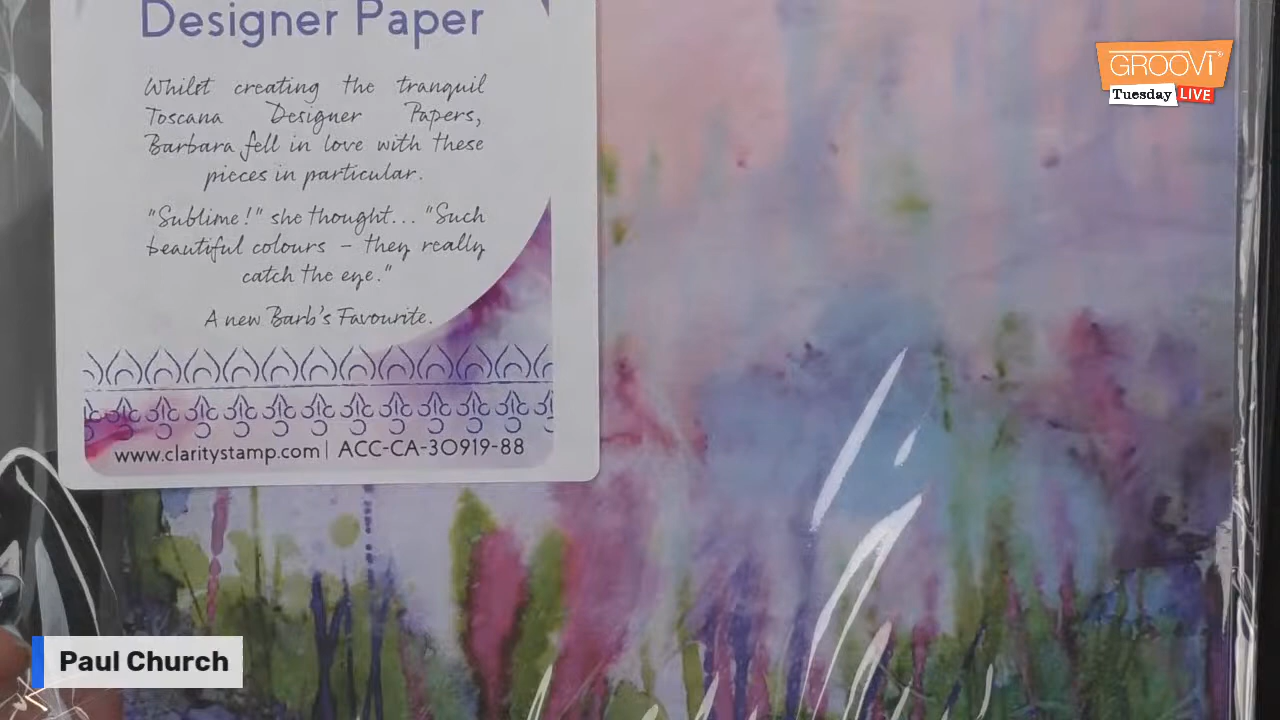 Designer Paper
Whilst creating the tranquil
Toscana Designer Papers,
Barbara fell in love with these
pieces in particular.
"Sublime!" she thought... "Such
beautiful colours – they really
catch the eye."
A new Barb's Favourite.
www.claritystamp.com | ACC-CA-30919-88
GROOVI®
Tuesday LIVE
Paul Church